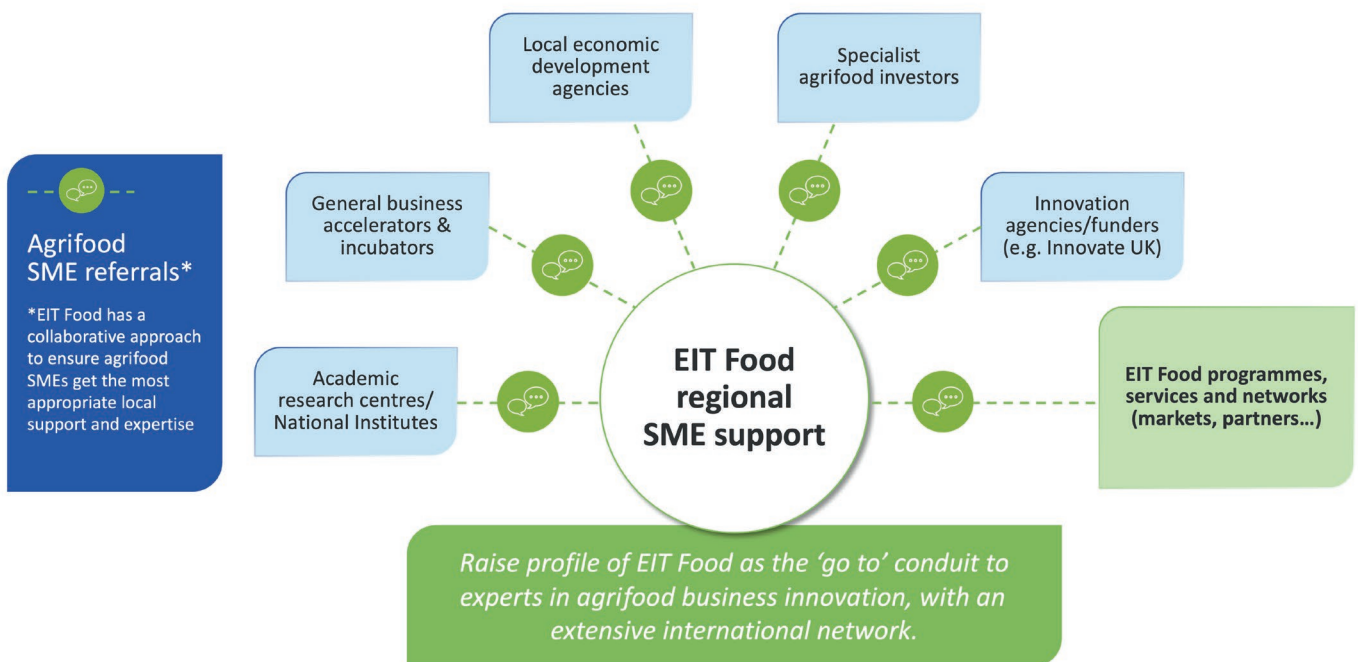 Local economic
development
agencies
Specialist
agrifood investors
General business
accelerators &
incubators
Innovation
agencies/funders
(e.g. Innovate UK)
Agrifood
SME referrals*
*EIT Food has a
collaborative approach
to ensure agrifood
SMEs get the most
appropriate local
support and expertise
Academic
research centres/
National Institutes
EIT Food
regional
SME support
EIT Food programmes,
services and networks
(markets, partners…)
Raise profile of EIT Food as the ‘go to’ conduit to
experts in agrifood business innovation, with an
extensive international network.